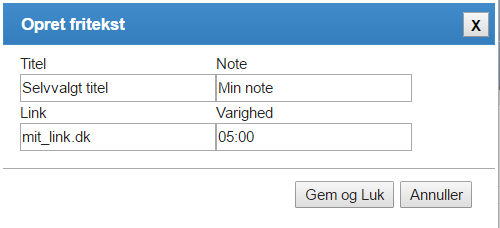 Opret fritekst
X
Titel Note
Selvvalgt titel Min note
Link Varighed
mit_link.dk 05:00
Gem og Luk Annuller